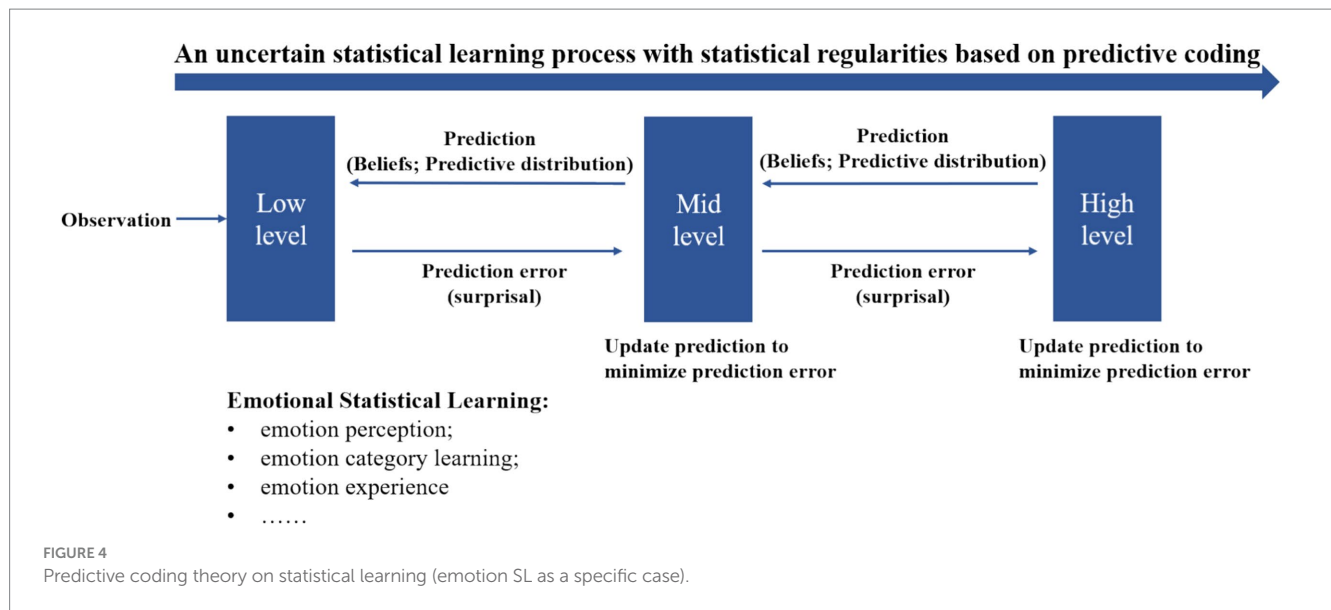 An uncertain statistical learning process with statistical regularities based on predictive coding
Prediction
(Beliefs; Predictive distribution)
Prediction
(Beliefs; Predictive distribution)
Observation
Low
level
Mid
level
High
level
Prediction error
(surprisal)
Prediction error
(surprisal)
Update prediction to
minimize prediction error
Update prediction to
minimize prediction error
Emotional Statistical Learning:
• emotion perception;
• emotion category learning;
• emotion experience
• ……
FIGURE 4
Predictive coding theory on statistical learning (emotion SL as a specific case).